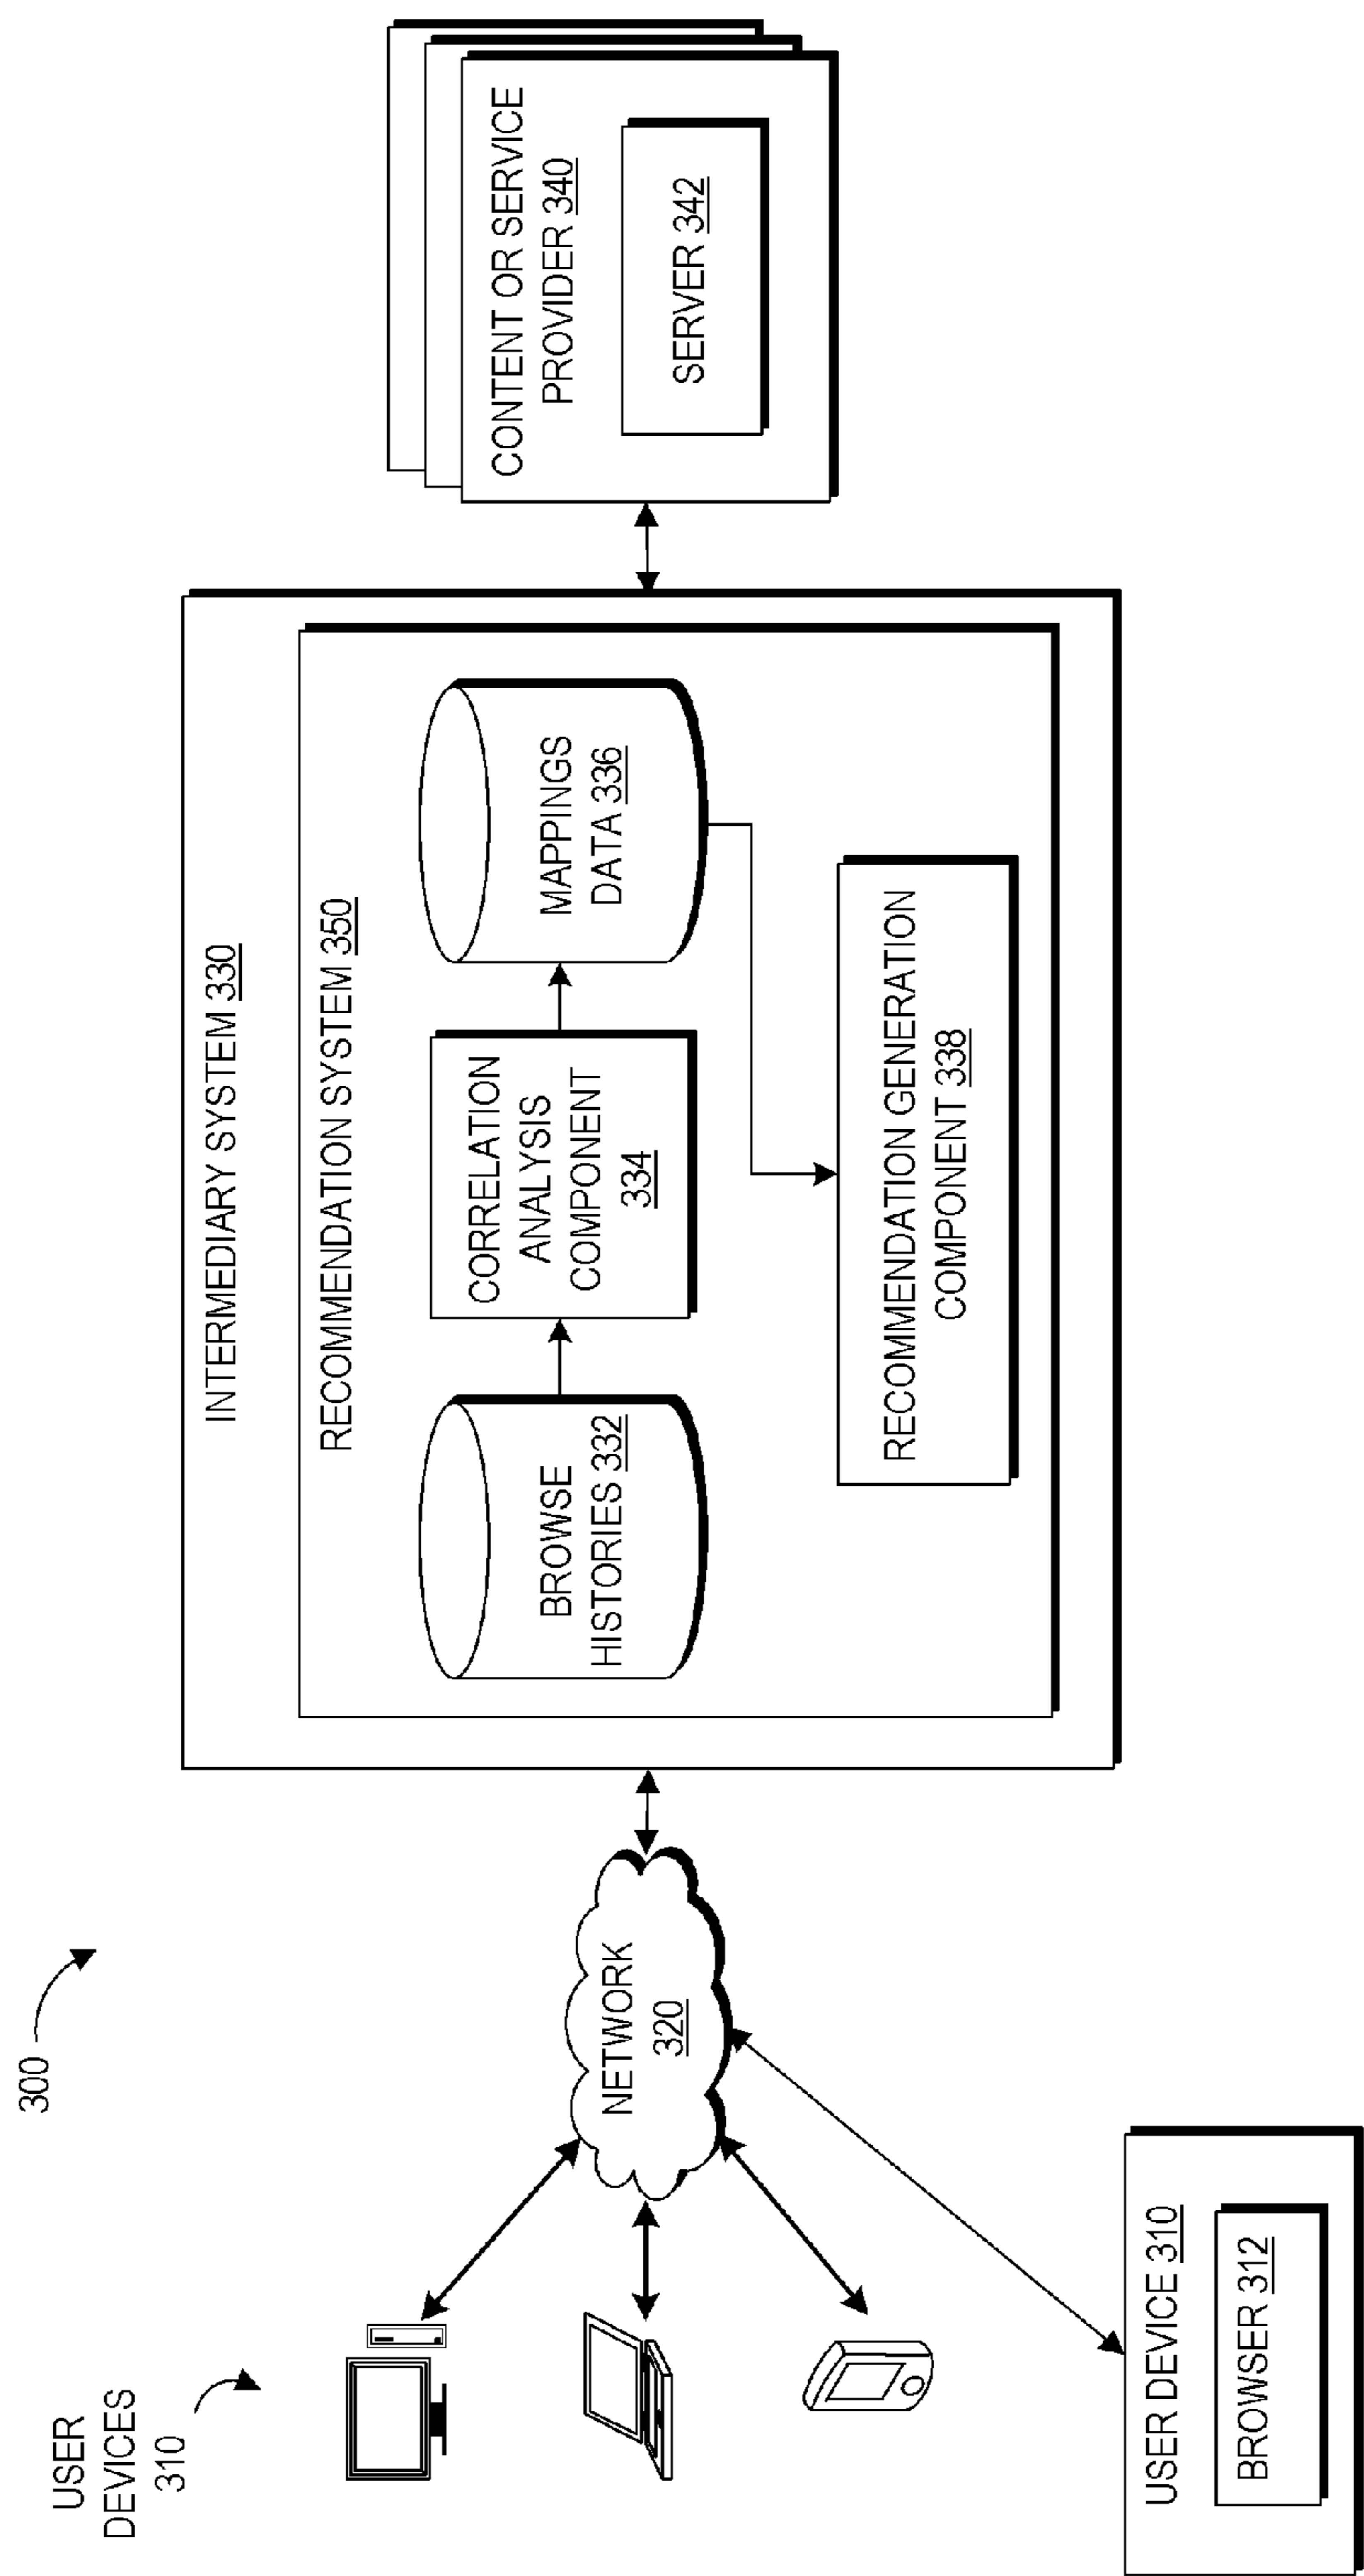 300
USER
DEVICES
310
NETWORK
320
USER DEVICE 310
BROWSER 312
INTERMEDIARY SYSTEM 330
RECOMMENDATION SYSTEM 350
BROWSE
HISTORIES 332
CORRELATION
ANALYSIS
COMPONENT
334
MAPPINGS
DATA 336
RECOMMENDATION GENERATION
COMPONENT 338
CONTENT OR SERVICE
PROVIDER 340
SERVER 342